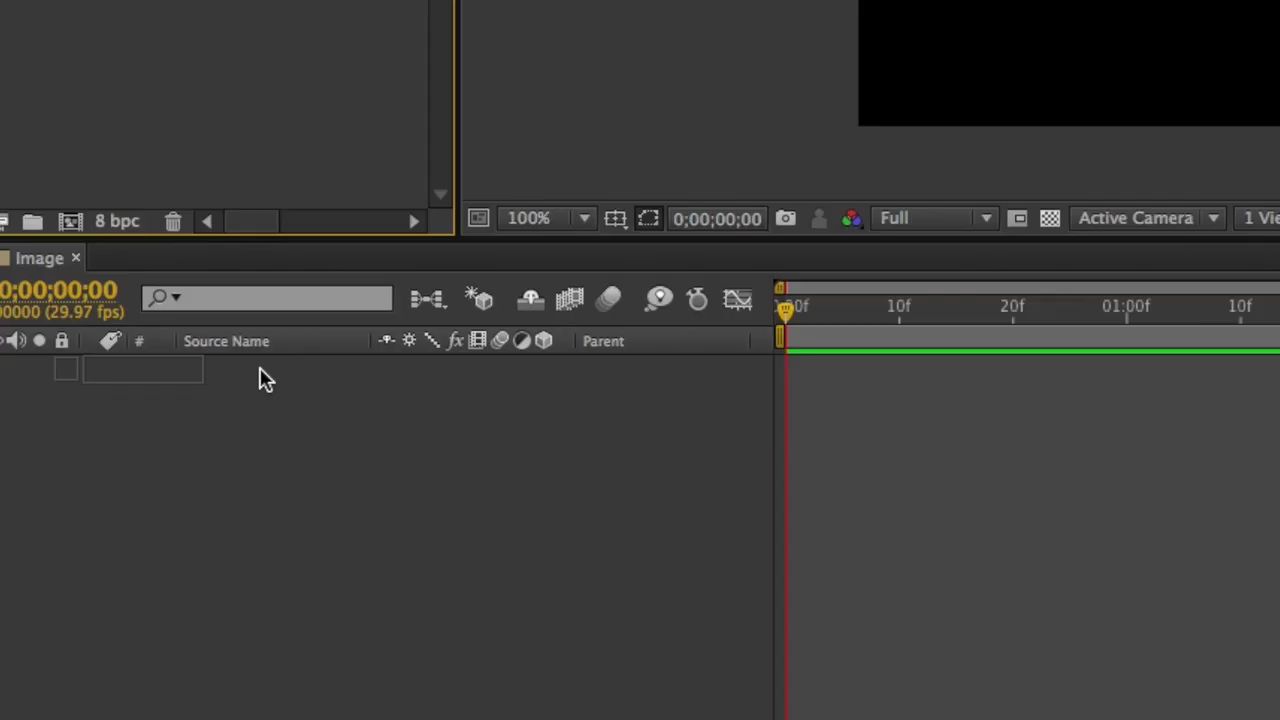 8 bpc
100%
0;00;00;00
Full
Active Camera
1 Vie
Image ×
0;00;00;00
00000 (29.97 fps)
10f
20f
01:00f
10f
#
Source Name
fx
Parent